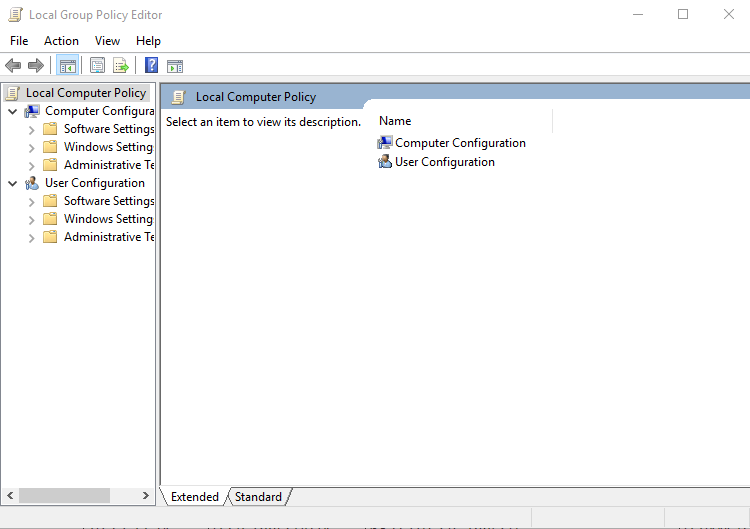 Local Group Policy Editor
File Action View Help
Local Computer Policy
Computer Configura
Software Settings
Windows Setting
Administrative Te
User Configuration
Software Settings
Windows Setting
Administrative Te
Local Computer Policy
Select an item to view its description.
Name
Computer Configuration
User Configuration
Extended Standard